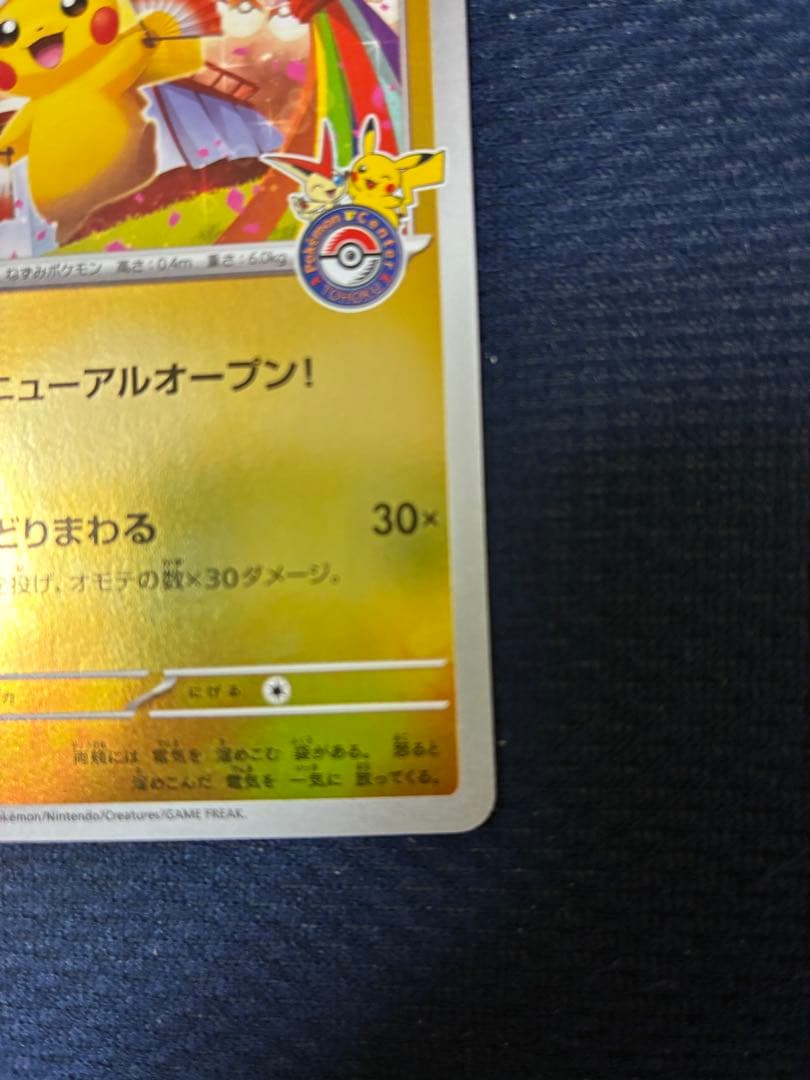 Pokémon Center
TOHOKU
ねずみポケモン 高さ:0.4m 重さ:6.0kg
ニューアルオープン!
どりまわる 30×
を投げ、オモテの数×30ダメージ。
力 にげる
両頬には 電気を 溜めこむ 袋がある。 怒ると
溜めこんだ 電気を 一気に 放ってくる。
okémon/Nintendo/Creatures/GAME FREAK.